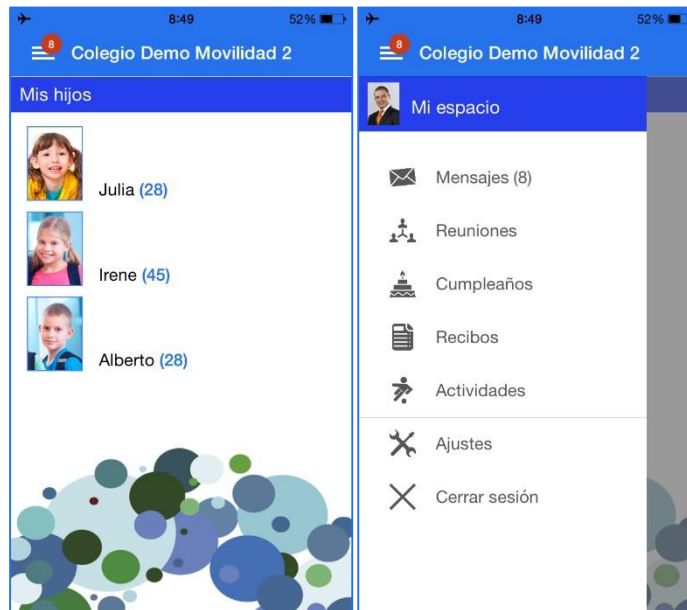 8:49
52%
8
Colegio Demo Movilidad 2
Mis hijos
Julia (28)
Irene (45)
Alberto (28)
8:49
52%
8
Colegio Demo Movilidad 2
Mi espacio
Mensajes (8)
Reuniones
Cumpleaños
Recibos
Actividades
Ajustes
Cerrar sesión